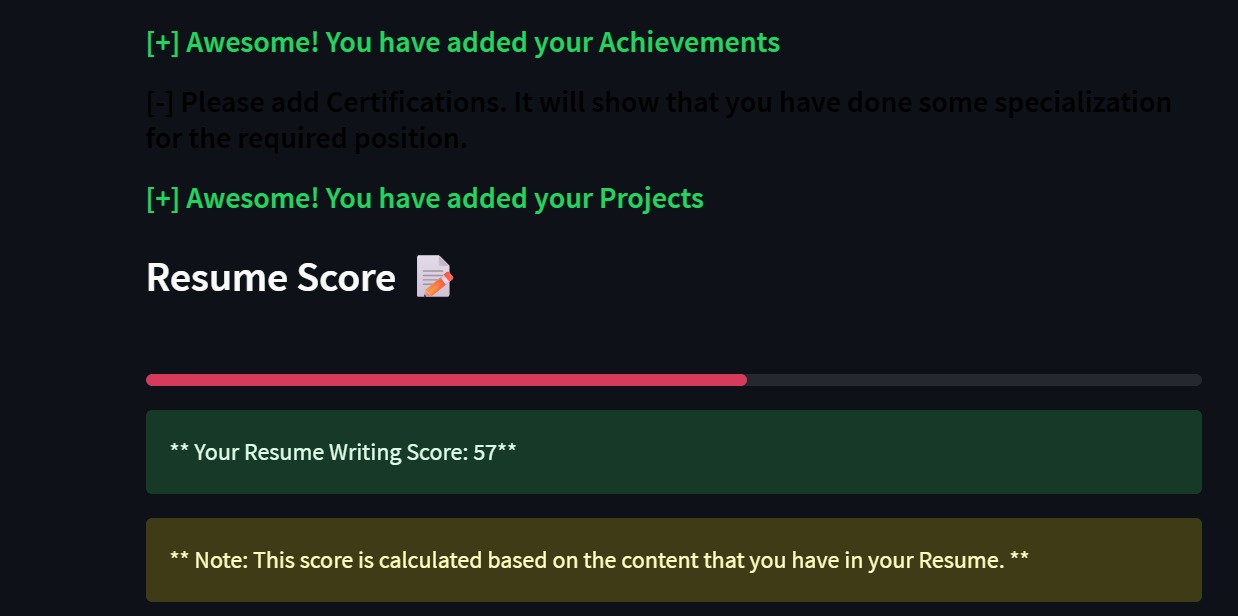 [+] Awesome! You have added your Achievements
[-] Please add Certifications. It will show that you have done some specialization
for the required position.
[+] Awesome! You have added your Projects
Resume Score 📝
** Your Resume Writing Score: 57**
** Note: This score is calculated based on the content that you have in your Resume. **